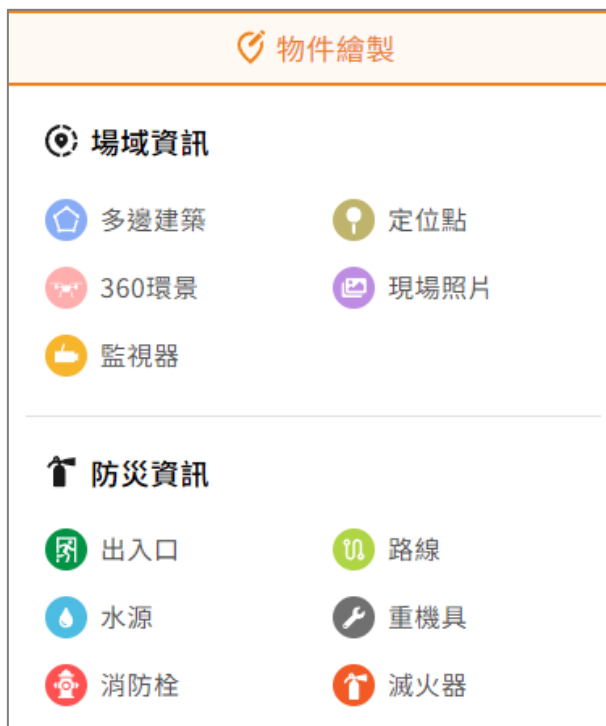 物件繪製
場域資訊
多邊建築 定位點
360環景 現場照片
監視器
防災資訊
出入口 路線
水源 重機具
消防栓 滅火器